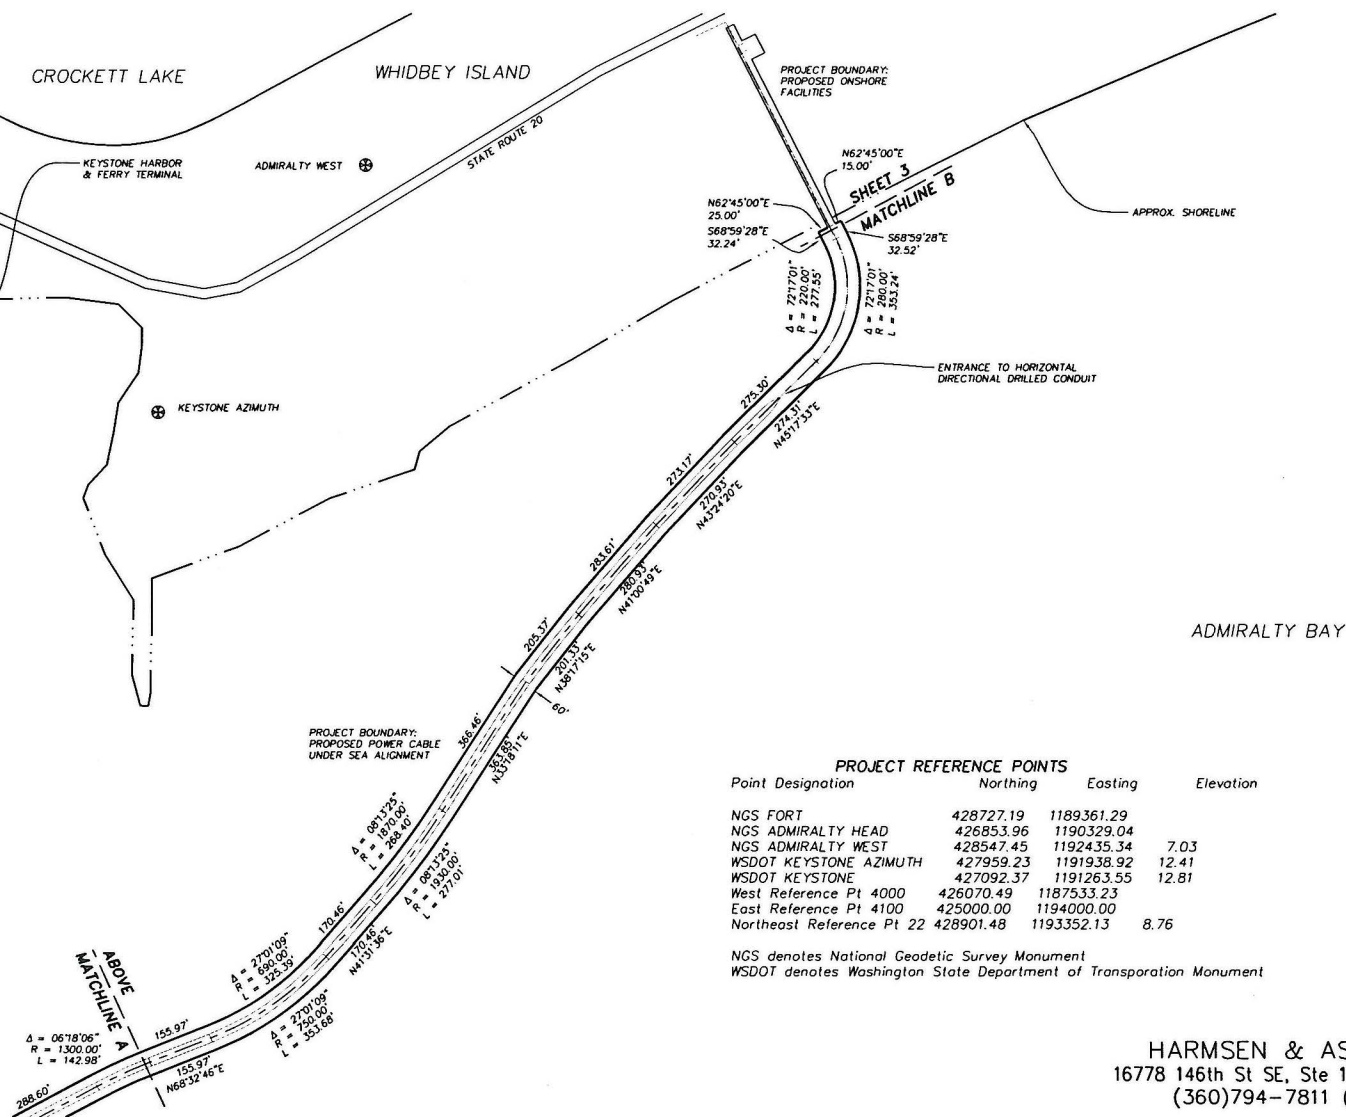 CROCKETT LAKE
WHIDBEY ISLAND
PROJECT BOUNDARY:
PROPOSED ONSHORE
FACILITIES
STATE ROUTE 20
KEYSTONE HARBOR
& FERRY TERMINAL
ADMIRALTY WEST
N62°45'00"E
15.00'
SHEET 3
MATCHLINE B
N62°45'00"E
25.00'
S68°59'28"E
32.24'
APPROX. SHORELINE
S68°59'28"E
32.52'
Δ = 72°17'01"
R = 220.00'
L = 277.55'
Δ = 72°17'01"
R = 280.00'
L = 353.24'
ENTRANCE TO HORIZONTAL
DIRECTIONAL DRILLED CONDUIT
KEYSTONE AZIMUTH
275.30'
274.31'
N45°17'33"E
273.17'
270.93'
N43°24'20"E
283.61'
280.93'
N41°00'49"E
205.37'
201.33'
N38°17'15"E
60'
ADMIRALTY BAY
366.46'
363.85'
N33°18'11"E
PROJECT BOUNDARY:
PROPOSED POWER CABLE
UNDER SEA ALIGNMENT
Δ = 08°13'25"
R = 1870.00'
L = 268.40'
Δ = 08°13'25"
R = 1930.00'
L = 277.01'
170.46'
170.46'
N41°31'36"E
Δ = 27°01'09"
R = 690.00'
L = 325.39'
Δ = 27°01'09"
R = 750.00'
L = 353.68'
ABOVE
MATCHLINE A
155.97'
155.97'
N68°32'46"E
Δ = 06°18'06"
R = 1300.00'
L = 142.98'
288.60'
PROJECT REFERENCE POINTS
Point Designation Northing Easting Elevation
NGS FORT 428727.19 1189361.29
NGS ADMIRALTY HEAD 426853.96 1190329.04
NGS ADMIRALTY WEST 428547.45 1192435.34 7.03
WSDOT KEYSTONE AZIMUTH 427959.23 1191938.92 12.41
WSDOT KEYSTONE 427092.37 1191263.55 12.81
West Reference Pt 4000 426070.49 1187533.23
East Reference Pt 4100 425000.00 1194000.00
Northeast Reference Pt 22 428901.48 1193352.13 8.76
NGS denotes National Geodetic Survey Monument
WSDOT denotes Washington State Department of Transporation Monument
HARMSEN & AS
16778 146th St SE, Ste 1
(360)794-7811 (